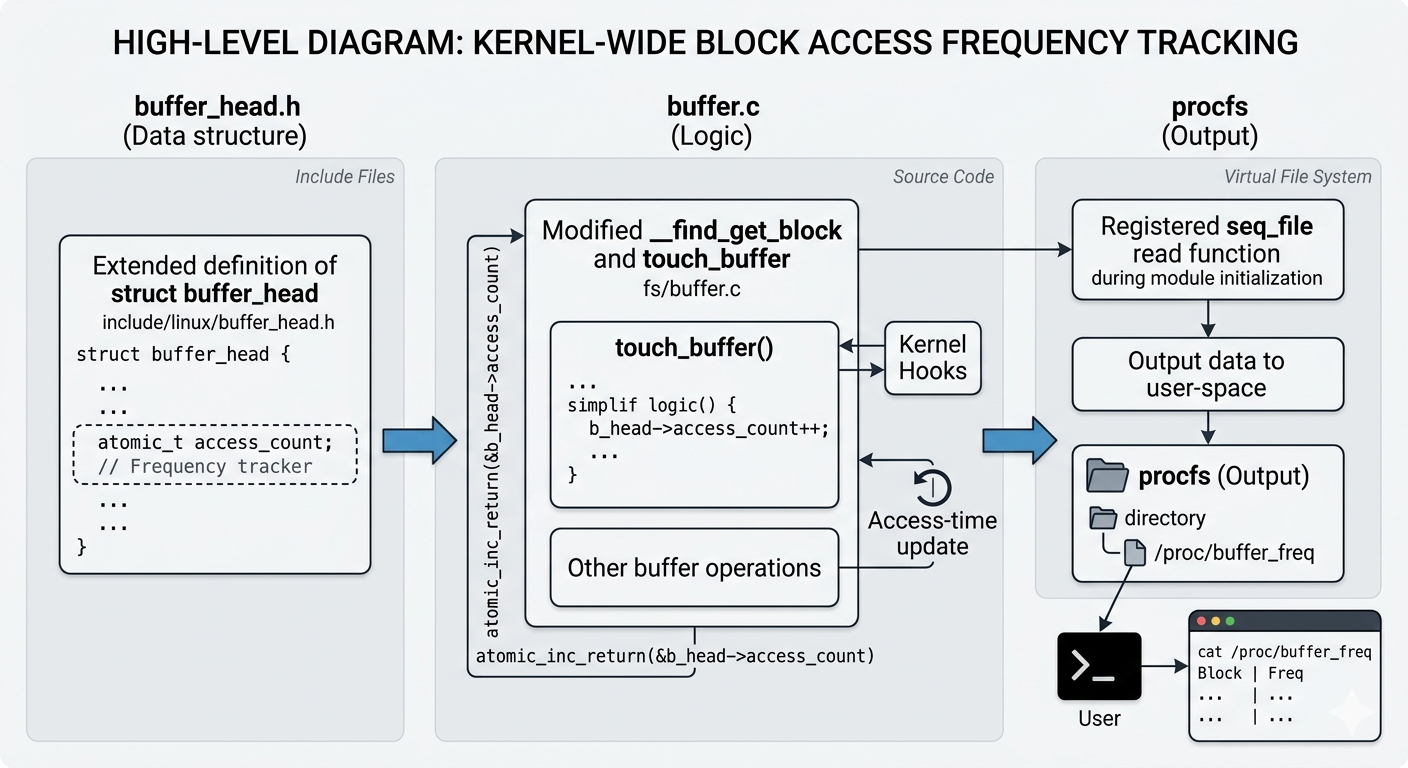 HIGH-LEVEL DIAGRAM: KERNEL-WIDE BLOCK ACCESS FREQUENCY TRACKING
buffer_head.h
(Data structure)
Include Files
Extended definition of
struct buffer_head
include/linux/buffer_head.h
struct buffer_head {
...
...
atomic_t access_count;
// Frequency tracker
...
...
}
buffer.c
(Logic)
Source Code
atomic_inc_return(&b_head->access_count)
Modified __find_get_block
and touch_buffer
fs/buffer.c
touch_buffer()
...
simplif logic() {
b_head->access_count++;
...
}
Kernel
Hooks
Access-time
update
Other buffer operations
atomic_inc_return(&b_head->access_count)
procfs
(Output)
Virtual File System
Registered seq_file
read function
during module initialization
Output data to
user-space
procfs (Output)
directory
/proc/buffer_freq
User
cat /proc/buffer_freq
Block | Freq
... | ...
... | ...